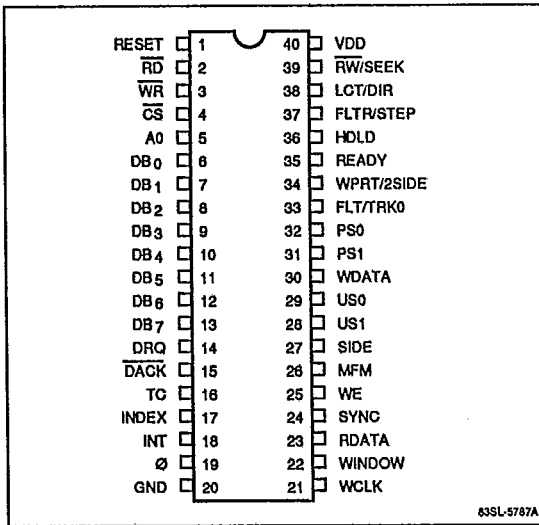 RESET 1 40 VDD
RD 2 39 RW/SEEK
WR 3 38 LCT/DIR
CS 4 37 FLTR/STEP
A0 5 36 HDLD
DB0 6 35 READY
DB1 7 34 WPRT/2SIDE
DB2 8 33 FLT/TRK0
DB3 9 32 PS0
DB4 10 31 PS1
DB5 11 30 WDATA
DB6 12 29 US0
DB7 13 28 US1
DRQ 14 27 SIDE
DACK 15 26 MFM
TC 16 25 WE
INDEX 17 24 SYNC
INT 18 23 RDATA
Ø 19 22 WINDOW
GND 20 21 WCLK
83SL-5787A